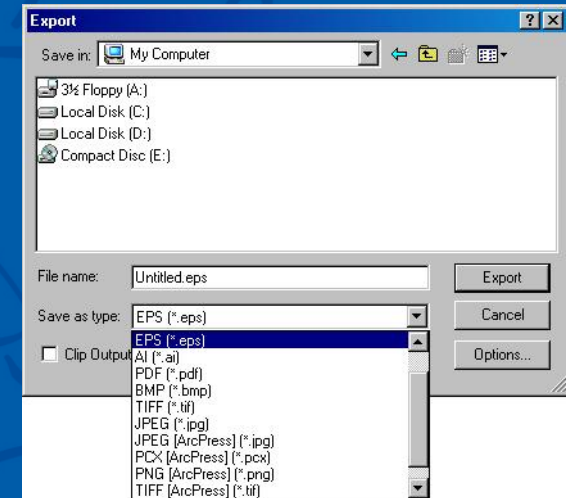 Export
Save in: My Computer
3½ Floppy (A:)
Local Disk (C:)
Local Disk (D:)
Compact Disc (E:)
File name: Untitled.eps Export
Save as type: EPS (*.eps) Cancel
Clip Output Options...
EPS (*.eps)
AI (*.ai)
PDF (*.pdf)
BMP (*.bmp)
TIFF (*.tif)
JPEG (*.jpg)
JPEG [ArcPress] (*.jpg)
PCX [ArcPress] (*.pcx)
PNG [ArcPress] (*.png)
TIFF [ArcPress] (*.tif)